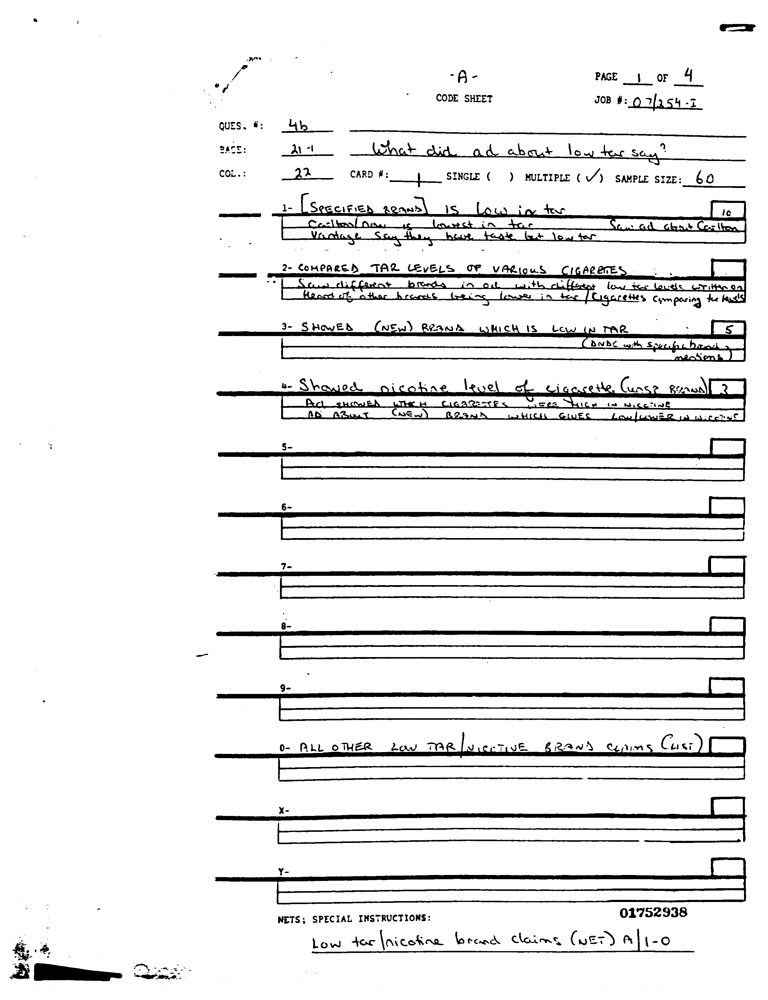 -A-
PAGE 1 OF 4
CODE SHEET
JOB #: 07/254-I
QUES. #: 4b
BASE: 21-1 What did ad about low tar say?
COL.: 22 CARD #: 1 SINGLE ( ) MULTIPLE (✓) SAMPLE SIZE: 60
1- [SPECIFIED BRAND] IS Low in tar 10
Carlton/now is lowest in tar Saw ad about Carlton
Vantage say they have taste but low tar
2- COMPARED TAR LEVELS OF VARIOUS CIGARETTES
Saw different brands in ad with different low tar levels written on
Heard of other brands being lower in tar / Cigarettes comparing tar levels
3- SHOWED (NEW) BRAND WHICH IS LOW IN TAR 5
(DNDC with specific brand
mentions)
4- Showed nicotine level of cigarette (UNSP BRAND) 3
Ad SHOWED WHICH CIGARETTES WERE HIGH IN NICOTINE
AD ABOUT (NEW) BRAND WHICH GIVES LOW/LOWER IN NICOTINE
5-
6-
7-
8-
9-
0- ALL OTHER LOW TAR/NICOTINE BRAND CLAIMS (LIST)
X-
Y-
NETS; SPECIAL INSTRUCTIONS:
01752938
Low tar/nicotine brand claims (NET) A/1-0